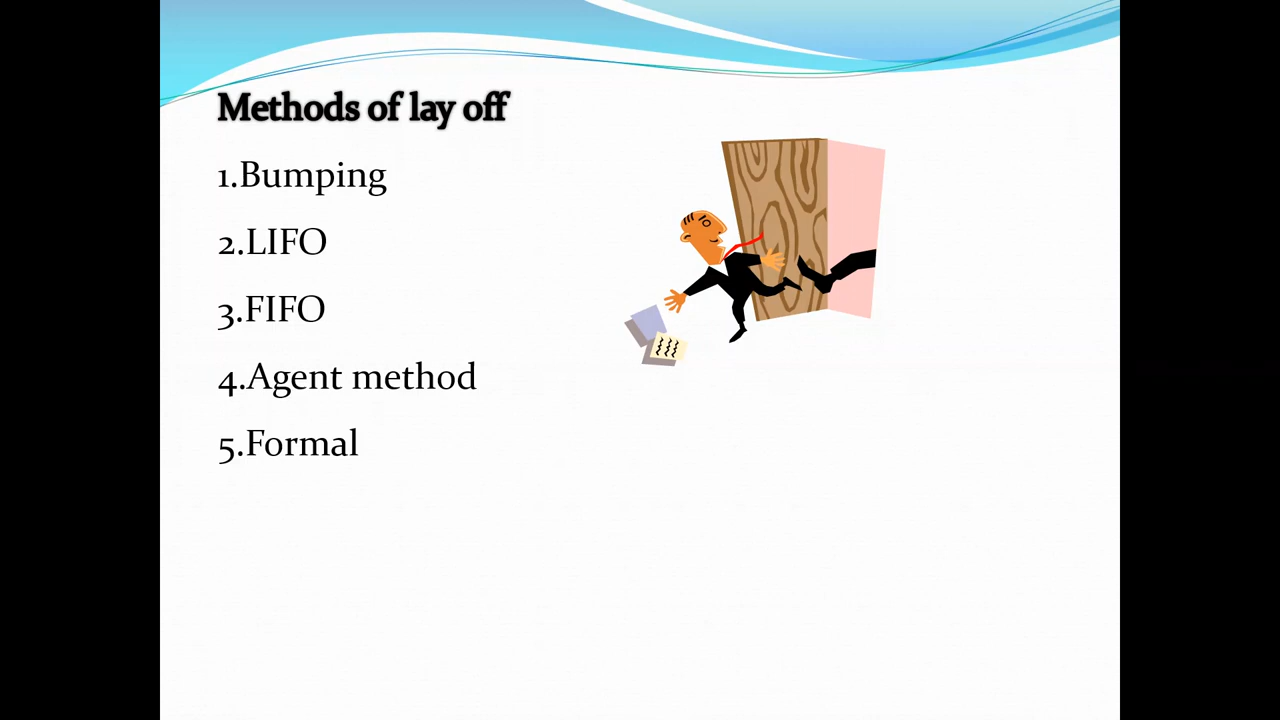 Methods of lay off
1.Bumping
2.LIFO
3.FIFO
4.Agent method
5.Formal